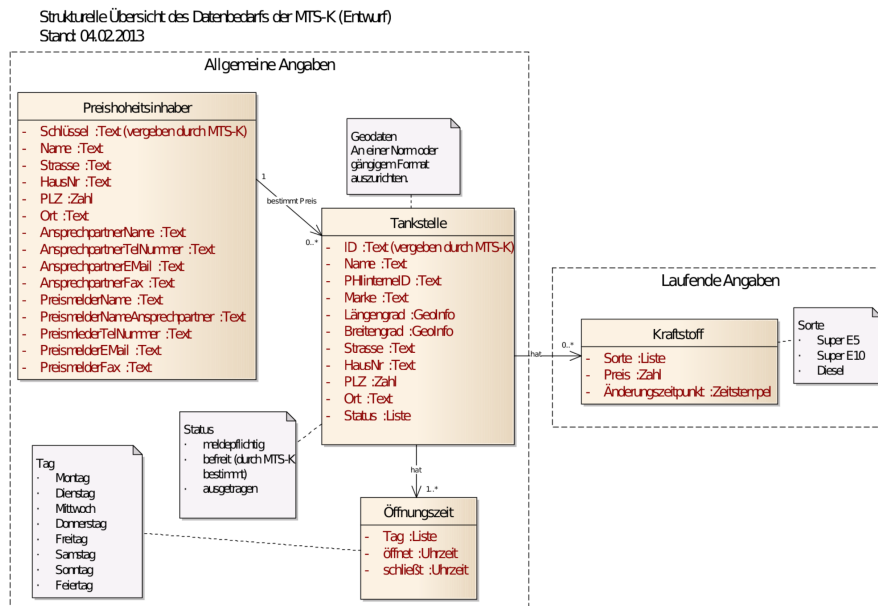 Strukturelle Übersicht des Datenbedarfs der MTS-K (Entwurf)
Stand: 04.02.2013
Allgemeine Angaben
Preishoheitsinhaber
- Schlüssel :Text (vergeben durch MTS-K)
- Name :Text
- Strasse :Text
- HausNr :Text
- PLZ :Zahl
- Ort :Text
- AnsprechpartnerName :Text
- AnsprechpartnerTelNummer :Text
- AnsprechpartnerEMail :Text
- AnsprechpartnerFax :Text
- PreismelderName :Text
- PreismelderNameAnsprechpartner :Text
- PreismlederTelNummer :Text
- PreismelderEMail :Text
- PreismelderFax :Text
1
bestimmt Preis
0..*
Geodaten
An einer Norm oder
gängigem Format
auszurichten.
Tankstelle
- ID :Text (vergeben durch MTS-K)
- Name :Text
- PHIinterneID :Text
- Marke :Text
- Längengrad :GeoInfo
- Breitengrad :GeoInfo
- Strasse :Text
- HausNr :Text
- PLZ :Zahl
- Ort :Text
- Status :Liste
hat
0..*
Laufende Angaben
Kraftstoff
- Sorte :Liste
- Preis :Zahl
- Änderungszeitpunkt :Zeitstempel
Sorte
· Super E5
· Super E10
· Diesel
Status
· meldepflichtig
· befreit (durch MTS-K
bestimmt)
· ausgetragen
hat
1..*
Tag
· Montag
· Dienstag
· Mittwoch
· Donnerstag
· Freitag
· Samstag
· Sonntag
· Feiertag
Öffnungszeit
- Tag :Liste
- öffnet :Uhrzeit
- schließt :Uhrzeit